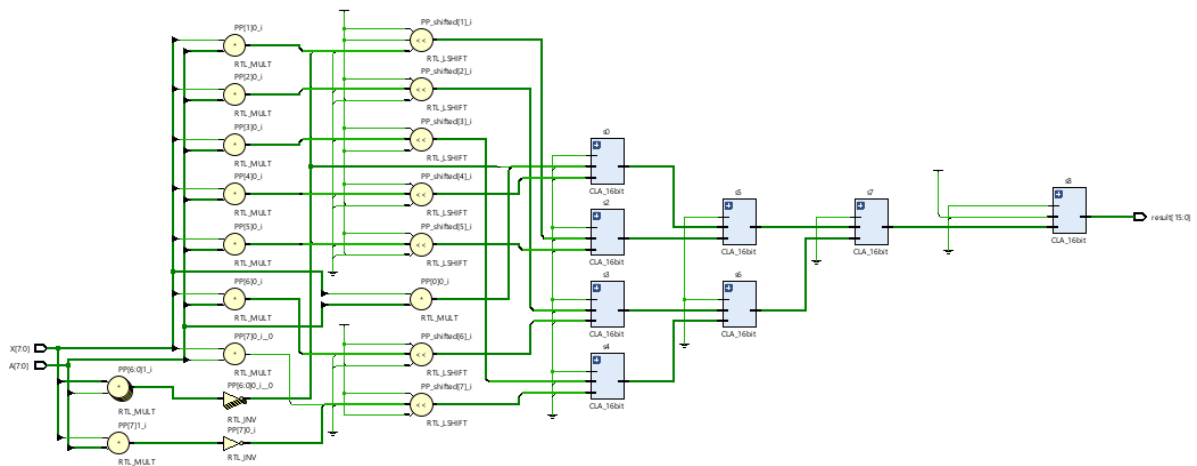 PP[1]0_i
RTL_MULT
PP[2]0_i
RTL_MULT
PP[3]0_i
RTL_MULT
PP[4]0_i
RTL_MULT
PP[5]0_i
RTL_MULT
PP[6]0_i
RTL_MULT
PP[7]0_i__0
RTL_MULT
X[7:0]
A[7:0]
PP[6:0]1_i
RTL_MULT
PP[7]1_i
RTL_MULT
PP[6:0]0_i__0
RTL_INV
PP[7]0_i
RTL_INV
PP_shifted[1]_i
<<
RTL_LSHIFT
PP_shifted[2]_i
<<
RTL_LSHIFT
PP_shifted[3]_i
<<
RTL_LSHIFT
PP_shifted[4]_i
<<
RTL_LSHIFT
PP_shifted[5]_i
<<
RTL_LSHIFT
PP[0]0_i
RTL_MULT
PP_shifted[6]_i
<<
RTL_LSHIFT
PP_shifted[7]_i
<<
RTL_LSHIFT
s0
CLA_16bit
s2
CLA_16bit
s3
CLA_16bit
s4
CLA_16bit
s5
CLA_16bit
s6
CLA_16bit
s7
CLA_16bit
s8
CLA_16bit
result[15:0]